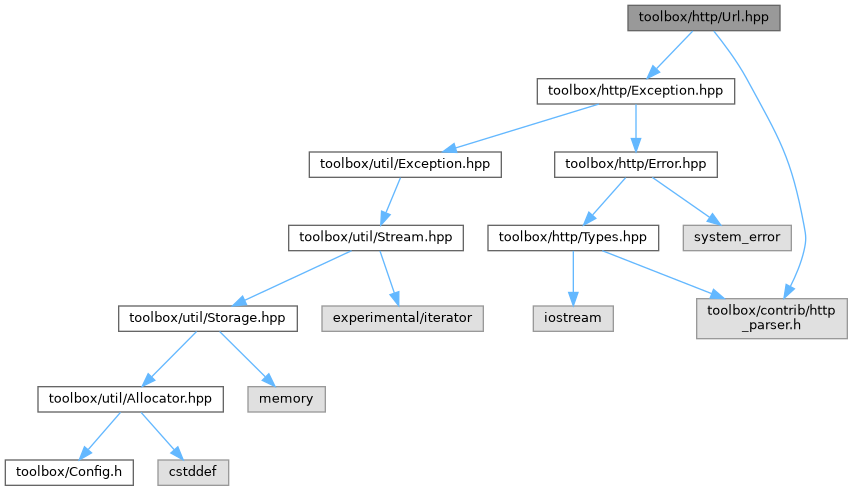 toolbox/http/Url.hpp
toolbox/http/Exception.hpp
toolbox/util/Exception.hpp
toolbox/http/Error.hpp
toolbox/util/Stream.hpp
toolbox/http/Types.hpp
system_error
toolbox/util/Storage.hpp
experimental/iterator
iostream
toolbox/contrib/http
_parser.h
toolbox/util/Allocator.hpp
memory
toolbox/Config.h
cstddef